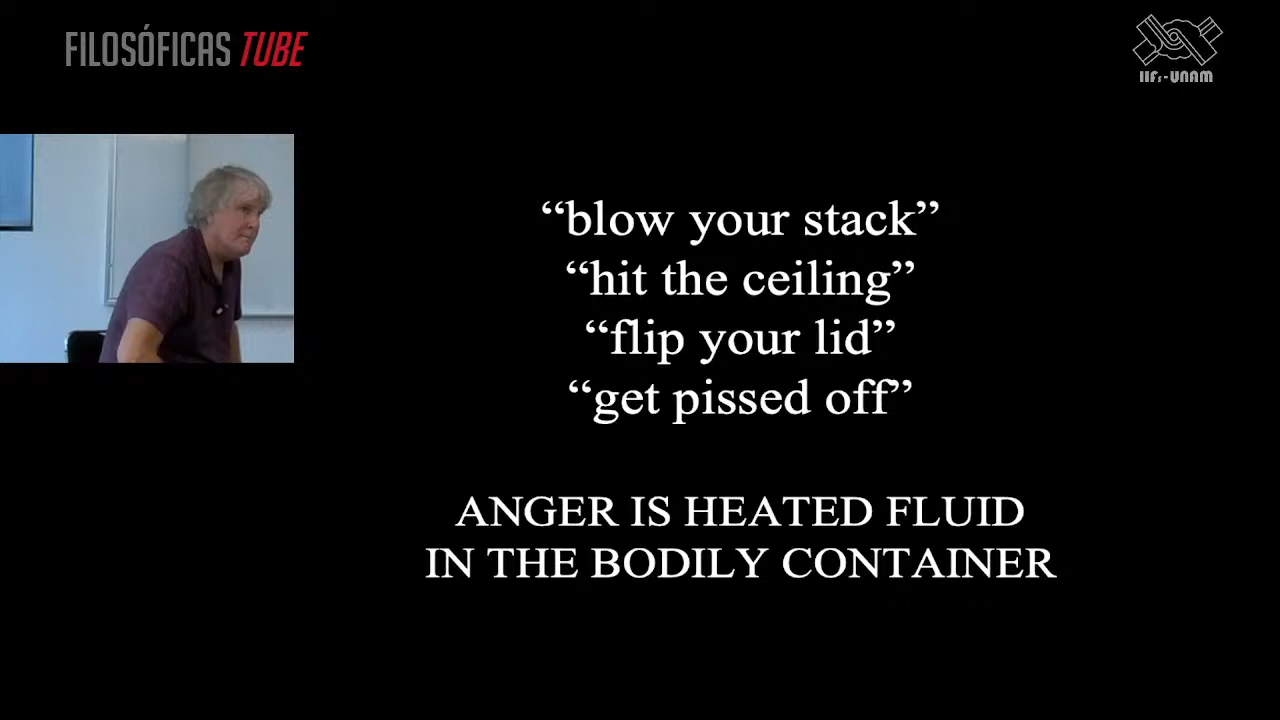 FILOSÓFICAS TUBE
IIFs-UNAM
“blow your stack”
“hit the ceiling”
“flip your lid”
“get pissed off”
ANGER IS HEATED FLUID
IN THE BODILY CONTAINER